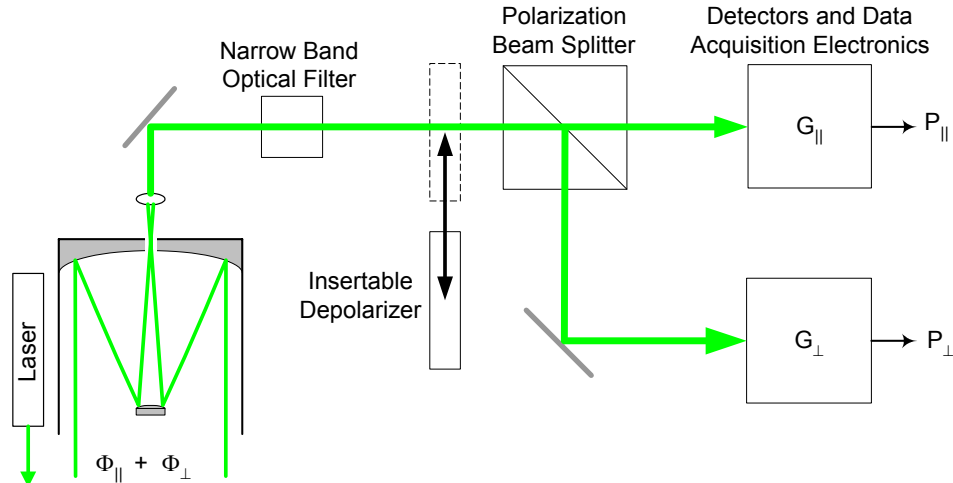 Polarization
Beam Splitter
Detectors and Data
Acquisition Electronics
Narrow Band
Optical Filter
G||
P||
Insertable
Depolarizer
G⊥
P⊥
Laser
Φ|| + Φ⊥